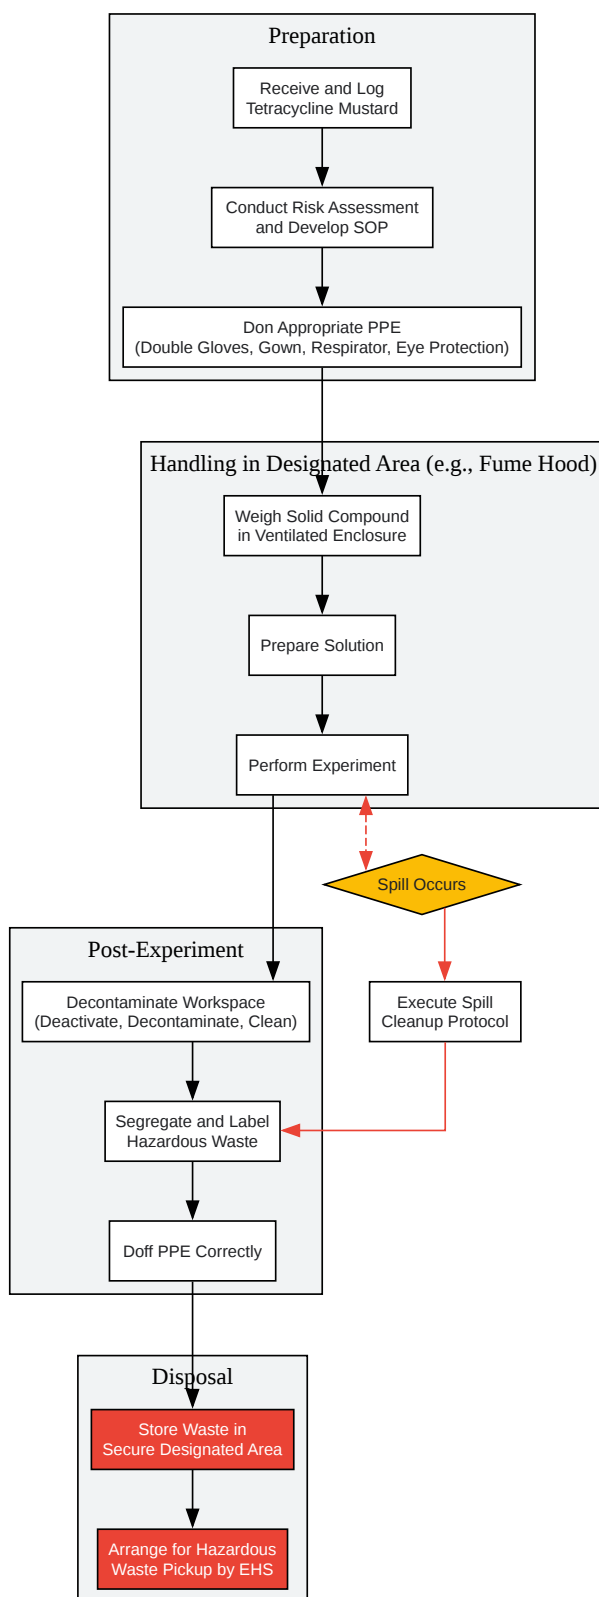 Preparation
Receive and Log
Tetracycline Mustard
Conduct Risk Assessment
and Develop SOP
Don Appropriate PPE
(Double Gloves, Gown, Respirator, Eye Protection)
Handling in Designated Area (e.g., Fume Hood)
Weigh Solid Compound
in Ventilated Enclosure
Prepare Solution
Perform Experiment
Spill Occurs
Post-Experiment
Decontaminate Workspace
(Deactivate, Decontaminate, Clean)
Execute Spill
Cleanup Protocol
Segregate and Label
Hazardous Waste
Doff PPE Correctly
Disposal
Store Waste in
Secure Designated Area
Arrange for Hazardous
Waste Pickup by EHS